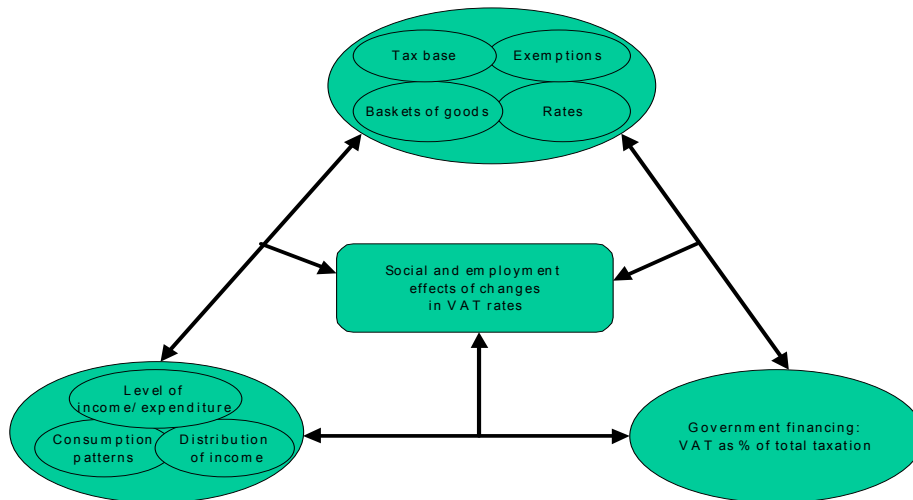 Tax base
Exemptions
Baskets of goods
Rates
Social and employment
effects of changes
in VAT rates
Level of
income/expenditure
Consumption
patterns
Distribution
of income
Government financing:
VAT as % of total taxation